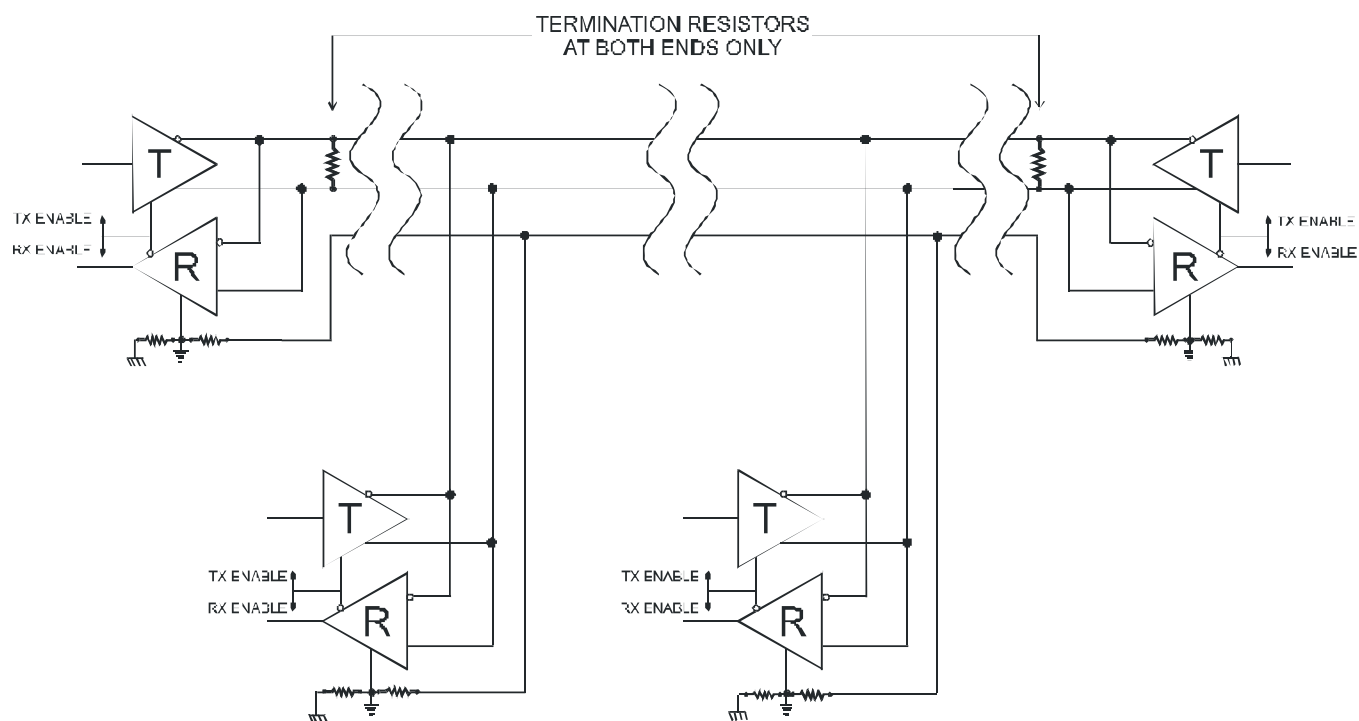 TERMINATION RESISTORS
AT BOTH ENDS ONLY
T
T
TX ENABLE
RX ENABLE
R
R
TX ENABLE
RX ENABLE
T
T
TX ENABLE
RX ENABLE
R
TX ENABLE
RX ENABLE
R